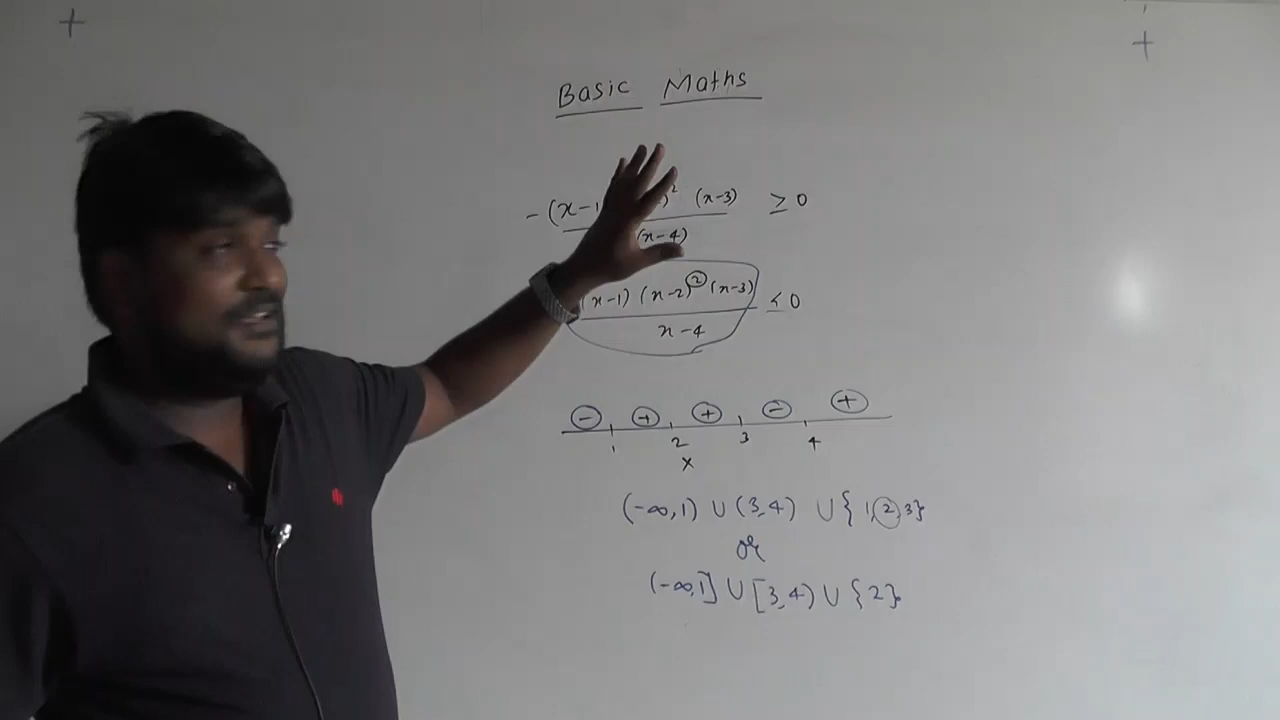 Basic Maths
-(x-1 )² (x-3) ≥ 0
(x-4)
(x-1) (x-2)² (x-3) ≤ 0
x-4
- + + - +
1 2 3 4
x
(-∞,1) ∪ (3,4) ∪ {1,2,3}
or
(-∞,1] ∪ [3,4) ∪ {2}